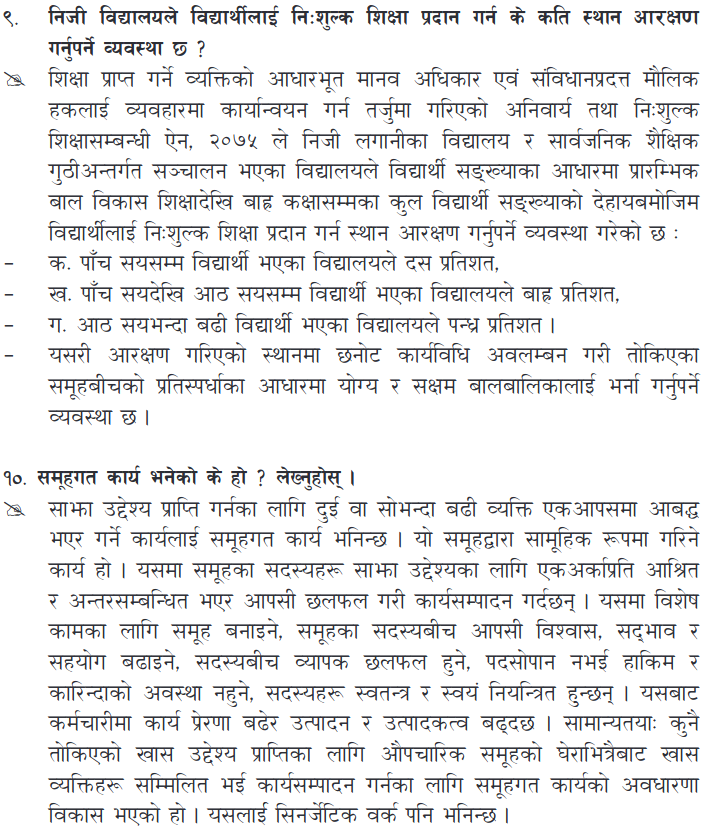 ९. निजी विद्यालयले विद्यार्थीलाई निःशुल्क शिक्षा प्रदान गर्न के कति स्थान आरक्षण
गर्नुपर्ने व्यवस्था छ ?
शिक्षा प्राप्त गर्ने व्यक्तिको आधारभूत मानव अधिकार एवं संविधानप्रदत्त मौलिक
हकलाई व्यवहारमा कार्यान्वयन गर्न तर्जुमा गरिएको अनिवार्य तथा निःशुल्क
शिक्षासम्बन्धी ऐन, २०७५ ले निजी लगानीका विद्यालय र सार्वजनिक शैक्षिक
गुठीअन्तर्गत सञ्चालन भएका विद्यालयले विद्यार्थी सङ्ख्याका आधारमा प्रारम्भिक
बाल विकास शिक्षादेखि बाह्र कक्षासम्मका कुल विद्यार्थी सङ्ख्याको देहायबमोजिम
विद्यार्थीलाई निःशुल्क शिक्षा प्रदान गर्न स्थान आरक्षण गर्नुपर्ने व्यवस्था गरेको छ :
– क. पाँच सयसम्म विद्यार्थी भएका विद्यालयले दस प्रतिशत,
– ख. पाँच सयदेखि आठ सयसम्म विद्यार्थी भएका विद्यालयले बाह्र प्रतिशत,
– ग. आठ सयभन्दा बढी विद्यार्थी भएका विद्यालयले पन्ध्र प्रतिशत ।
– यसरी आरक्षण गरिएको स्थानमा छनोट कार्यविधि अवलम्बन गरी तोकिएका
समूहबीचको प्रतिस्पर्धाका आधारमा योग्य र सक्षम बालबालिकालाई भर्ना गर्नुपर्ने
व्यवस्था छ ।
१०. समूहगत कार्य भनेको के हो ? लेख्नुहोस् ।
साझा उद्देश्य प्राप्ति गर्नका लागि दुई वा सोभन्दा बढी व्यक्ति एकआपसमा आबद्ध
भएर गर्ने कार्यलाई समूहगत कार्य भनिन्छ । यो समूहद्वारा सामूहिक रूपमा गरिने
कार्य हो । यसमा समूहका सदस्यहरू साझा उद्देश्यका लागि एकअर्काप्रति आश्रित
र अन्तरसम्बन्धित भएर आपसी छलफल गरी कार्यसम्पादन गर्दछन् । यसमा विशेष
कामका लागि समूह बनाइने, समूहका सदस्यबीच आपसी विश्वास, सद्‌भाव र
सहयोग बढाइने, सदस्यबीच व्यापक छलफल हुने, पदसोपान नभई हाकिम र
कारिन्दाको अवस्था नहुने, सदस्यहरू स्वतन्त्र र स्वयं नियन्त्रित हुन्छन् । यसबाट
कर्मचारीमा कार्य प्रेरणा बढेर उत्पादन र उत्पादकत्व बढ्दछ । सामान्यतयाः कुनै
तोकिएको खास उद्देश्य प्राप्तिका लागि औपचारिक समूहको घेराभित्रैबाट खास
व्यक्तिहरू सम्मिलित भई कार्यसम्पादन गर्नका लागि समूहगत कार्यको अवधारणा
विकास भएको हो । यसलाई सिनर्जेटिक वर्क पनि भनिन्छ ।